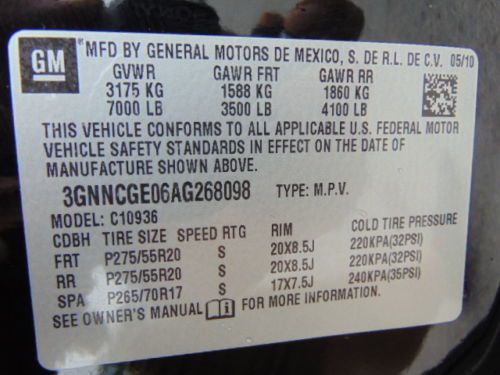 GM
*MFD BY GENERAL MOTORS DE MEXICO, S. DE R.L. DE C.V. 05/10
GVWR GAWR FRT GAWR RR
3175 KG 1588 KG 1860 KG
7000 LB 3500 LB 4100 LB
THIS VEHICLE CONFORMS TO ALL APPLICABLE U.S. FEDERAL MOTOR
VEHICLE SAFETY STANDARDS IN EFFECT ON THE DATE OF
MANUFACTURE SHOWN ABOVE.
3GNNCGE06AG268098 TYPE: M.P.V.
MODEL: C10936
CDBH TIRE SIZE SPEED RTG RIM COLD TIRE PRESSURE
FRT P275/55R20 S 20X8.5J 220KPA(32PSI)
RR P275/55R20 S 20X8.5J 220KPA(32PSI)
SPA P265/70R17 S 17X7.5J 240KPA(35PSI)
SEE OWNER'S MANUAL FOR MORE INFORMATION.